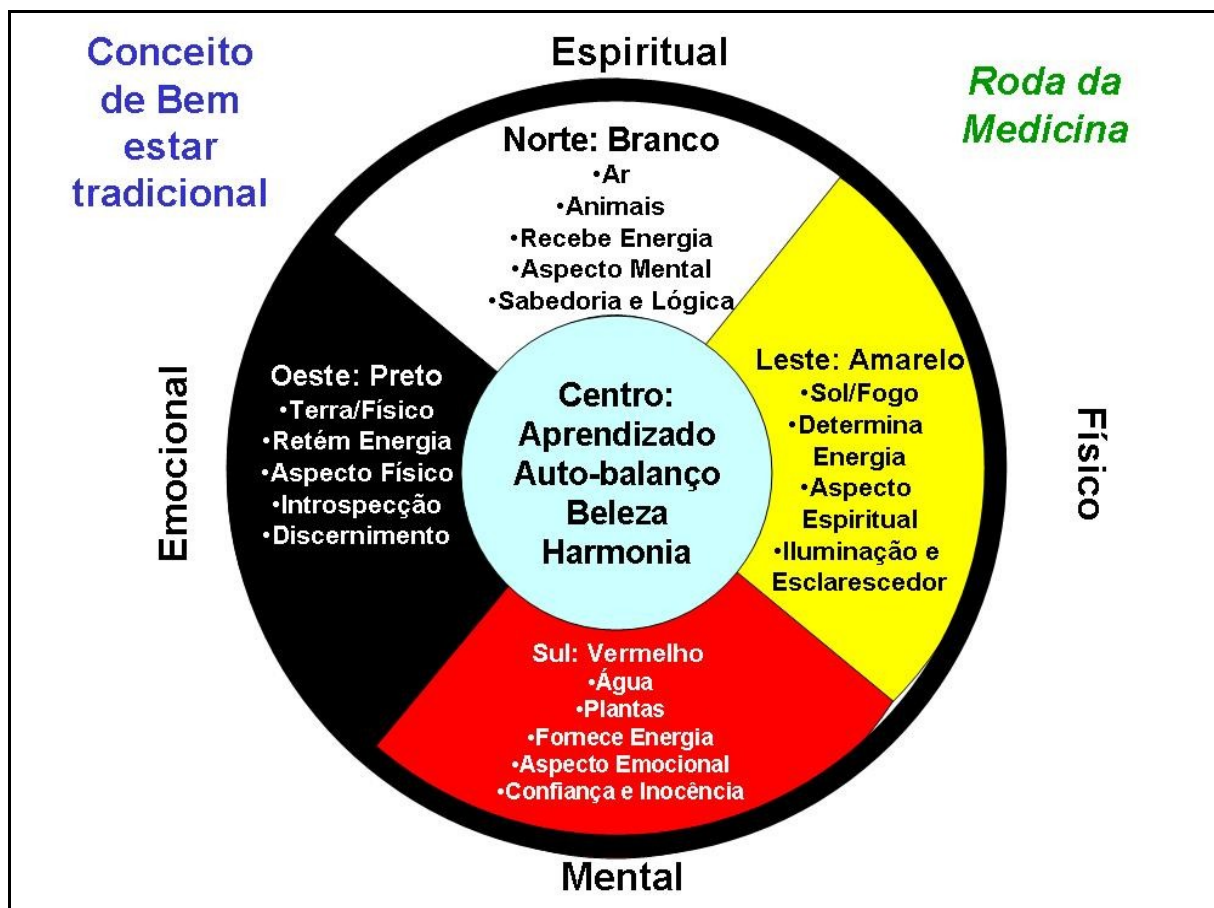 Conceito
de Bem
estar
tradicional
Espiritual
Roda da
Medicina
Norte: Branco
•Ar
•Animais
•Recebe Energia
•Aspecto Mental
•Sabedoria e Lógica
Emocional
Oeste: Preto
•Terra/Físico
•Retém Energia
•Aspecto Físico
•Introspecção
•Discernimento
Centro:
Aprendizado
Auto-balanço
Beleza
Harmonia
Leste: Amarelo
•Sol/Fogo
•Determina
Energia
•Aspecto
Espiritual
•Iluminação e
Esclarescedor
Físico
Sul: Vermelho
•Água
•Plantas
•Fornece Energia
•Aspecto Emocional
•Confiança e Inocência
Mental